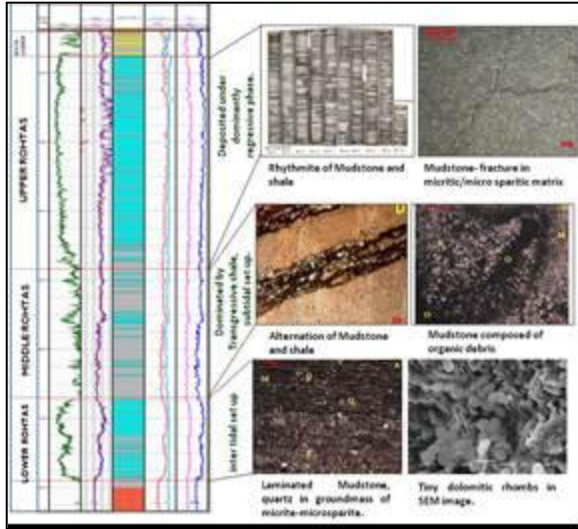 UPPER ROHTAS
MIDDLE ROHTAS
LOWER ROHTAS
Deposited under
dominantly
regressive phase.
Dominated by
Transgressive shale,
subtidal set up.
inter tidal set up
Rhythmite of Mudstone and
shale
Mudstone- fracture in
micritic/micro sparitic matrix
Alternation of Mudstone
and shale
Mudstone composed of
organic debris
Laminated Mudstone,
quartz in groundmass of
micrite-microsparite.
Tiny dolomitic rhombs in
SEM image.